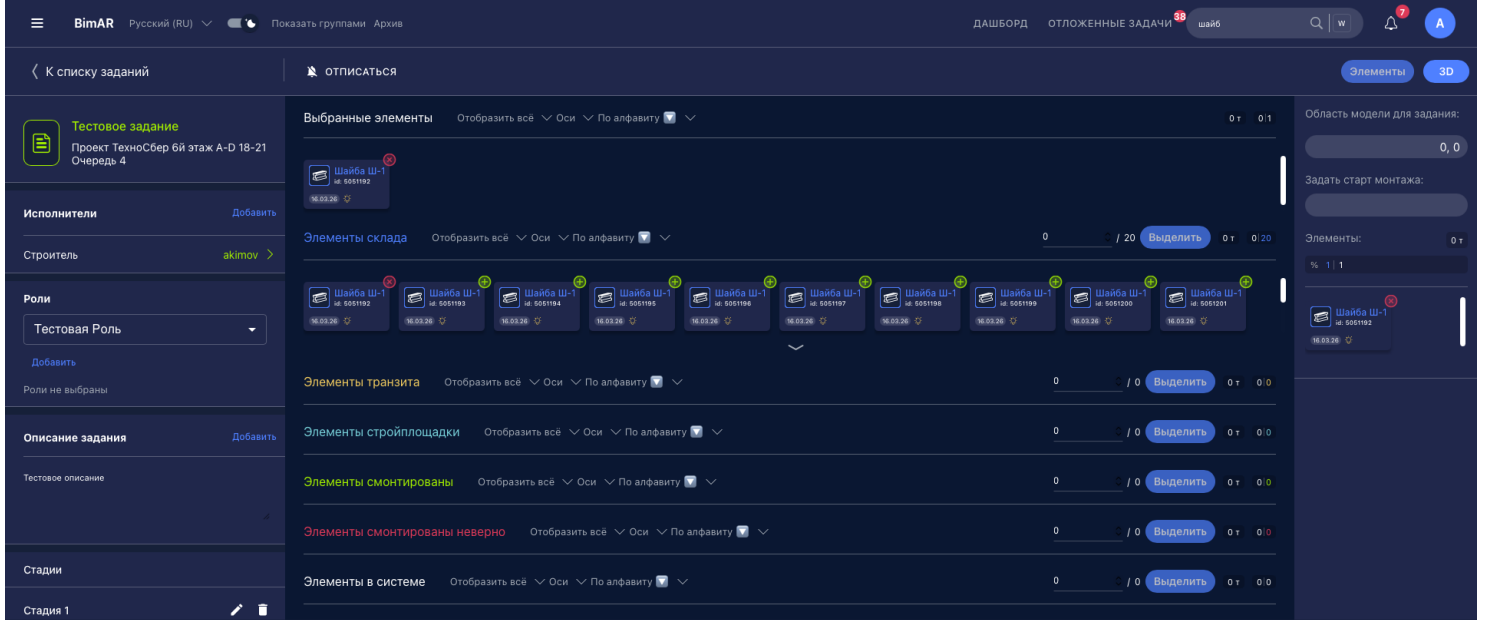 BimAR Русский (RU) Показать группами Архив ДАШБОРД ОТЛОЖЕННЫЕ ЗАДАЧИ 38 шайб W 7 A
К списку заданий ОТПИСАТЬСЯ Элементы 3D
Тестовое задание
Проект ТехноСбер 6й этаж А-D 18-21
Очередь 4
Исполнители Добавить
Строитель akimov
Роли
Тестовая Роль
Добавить
Роли не выбраны
Описание задания Добавить
Тестовое описание
Стадии
Стадия 1
Выбранные элементы Отобразить всё Оси По алфавиту 0 т 0|1
Шайба Ш-1
id: 5051192
16.03.26
Элементы склада Отобразить всё Оси По алфавиту 0 / 20 Выделить 0 т 0|20
Шайба Ш-1 Шайба Ш-1 Шайба Ш-1 Шайба Ш-1 Шайба Ш-1 Шайба Ш-1 Шайба Ш-1 Шайба Ш-1 Шайба Ш-1 Шайба Ш-1
id: 5051192 id: 5051193 id: 5051194 id: 5051195 id: 5051196 id: 5051197 id: 5051198 id: 5051199 id: 5051200 id: 5051201
16.03.26 16.03.26 16.03.26 16.03.26 16.03.26 16.03.26 16.03.26 16.03.26 16.03.26 16.03.26
Элементы транзита Отобразить всё Оси По алфавиту 0 / 0 Выделить 0 т 0|0
Элементы стройплощадки Отобразить всё Оси По алфавиту 0 / 0 Выделить 0 т 0|0
Элементы смонтированы Отобразить всё Оси По алфавиту 0 / 0 Выделить 0 т 0|0
Элементы смонтированы неверно Отобразить всё Оси По алфавиту 0 / 0 Выделить 0 т 0|0
Элементы в системе Отобразить всё Оси По алфавиту 0 / 0 Выделить 0 т 0|0
Область модели для задания:
0, 0
Задать старт монтажа:
Элементы: 0 т
% 1| 1
Шайба Ш-1
id: 5051192
16.03.26